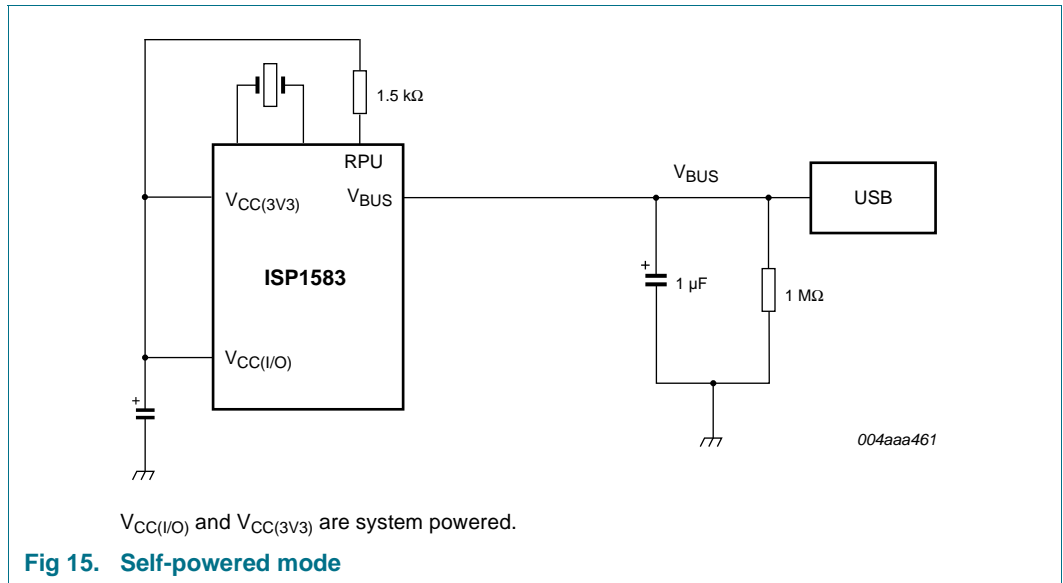 1.5 kΩ
RPU
VCC(3V3)
VBUS
VBUS
USB
ISP1583
+
1 µF
1 MΩ
VCC(I/O)
+
004aaa461
VCC(I/O) and VCC(3V3) are system powered.
Fig 15. Self-powered mode